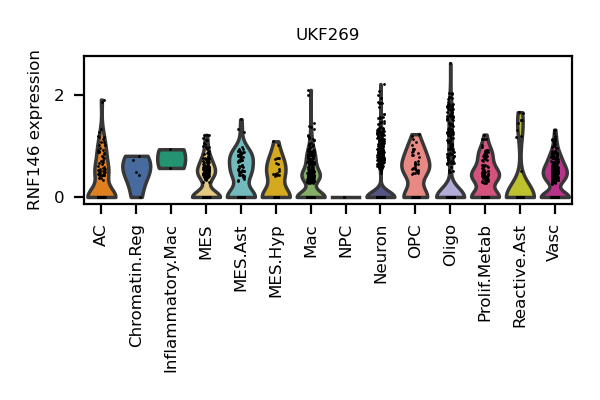 UKF269
RNF146 expression
2
0
AC
Chromatin.Reg
Inflammatory.Mac
MES
MES.Ast
MES.Hyp
Mac
NPC
Neuron
OPC
Oligo
Prolif.Metab
Reactive.Ast
Vasc